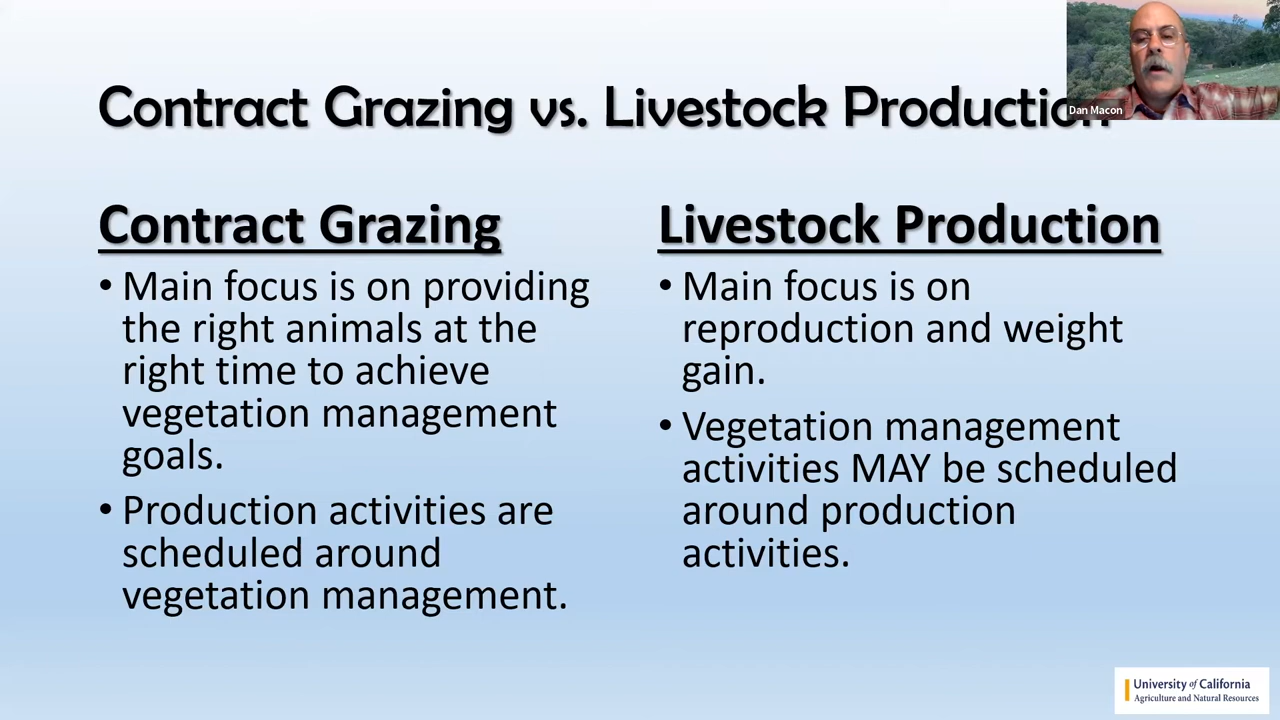 Contract Grazing vs. Livestock Production
Dan Macon
Contract Grazing
• Main focus is on providing
the right animals at the
right time to achieve
vegetation management
goals.
• Production activities are
scheduled around
vegetation management.
Livestock Production
• Main focus is on
reproduction and weight
gain.
• Vegetation management
activities MAY be scheduled
around production
activities.
University of California
Agriculture and Natural Resources